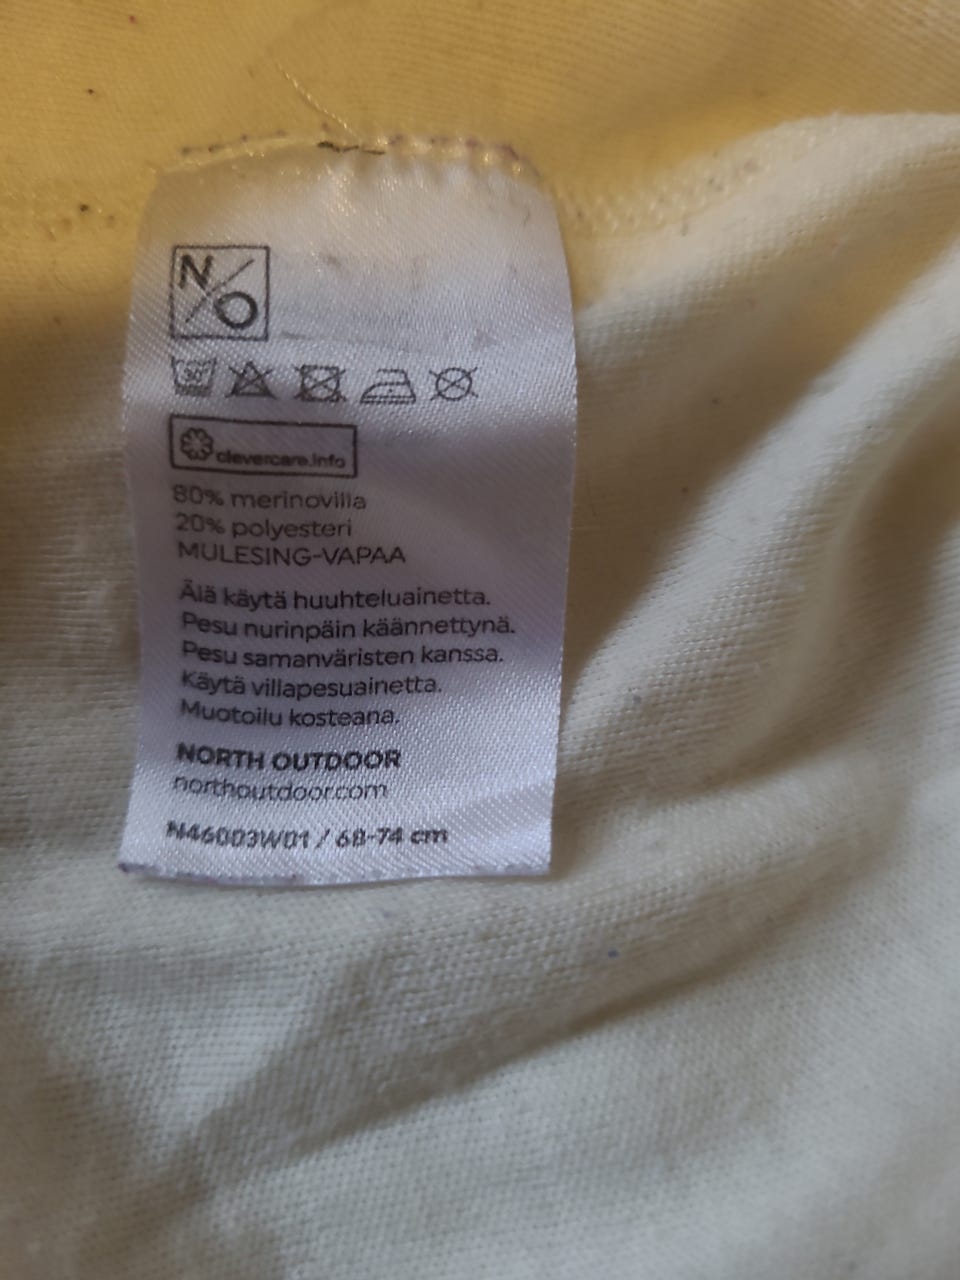 N/O
30
clevercare.info
80% merinovilla
20% polyesteri
MULESING-VAPAA
Älä käytä huuhteluainetta.
Pesu nurinpäin käännettynä.
Pesu samanväristen kanssa.
Käytä villapesuainetta.
Muotoilu kosteana.
NORTH OUTDOOR
northoutdoor.com
N46003W01 / 68-74 cm